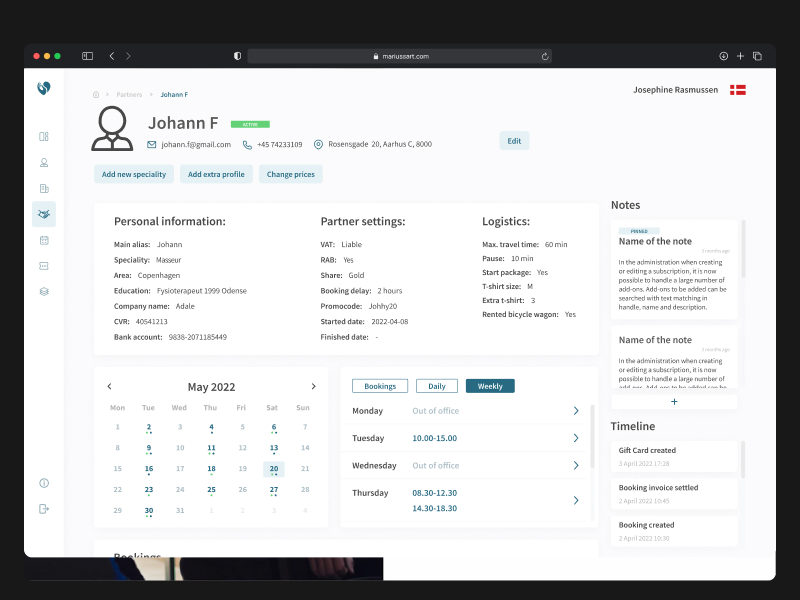 mariussart.com
Josephine Rasmussen
Partners
Johann F
Johann F
ACTIVE
johann.f@gmail.com
+45 74233109
Rosensgade 20, Aarhus C, 8000
Edit
Add new speciality
Add extra profile
Change prices
Personal information:
Main alias: Johann
Speciality: Masseur
Area: Copenhagen
Education: Fysioterapeut 1999 Odense
Company name: Adale
CVR: 40541213
Bank account: 9838-2071185449
Partner settings:
VAT: Liable
RAB: Yes
Share: Gold
Booking delay: 2 hours
Promocode: Johhy20
Started date: 2022-04-08
Finished date: -
Logistics:
Max. travel time: 60 min
Pause: 10 min
Start package: Yes
T-shirt size: M
Extra t-shirt: 3
Rented bicycle wagon: Yes
Notes
PINNED
Name of the note
3 months ago
In the administration when creating
or editing a subscription, it is now
possible to handle a large number of
add-ons. Add-ons to be added can be
searched with text matching in
handle, name and description.
Name of the note
3 months ago
In the administration when creating
or editing a subscription, it is now
possible to handle a large number of
add-ons. Add-ons to be added can be
+
Timeline
Gift Card created
3 April 2022 17:28
Booking invoice settled
2 April 2022 10:45
Booking created
2 April 2022 10:30
May 2022
Mon Tue Wed Thu Fri Sat Sun
1 2 3 4 5 6 7
8 9 10 11 12 13 14
15 16 17 18 19 20 21
22 23 24 25 26 27 28
29 30 31 1 2 3 4
Bookings
Daily
Weekly
Monday Out of office
Tuesday 10.00-15.00
Wednesday Out of office
Thursday 08.30-12.30
14.30-18.30
Bookings